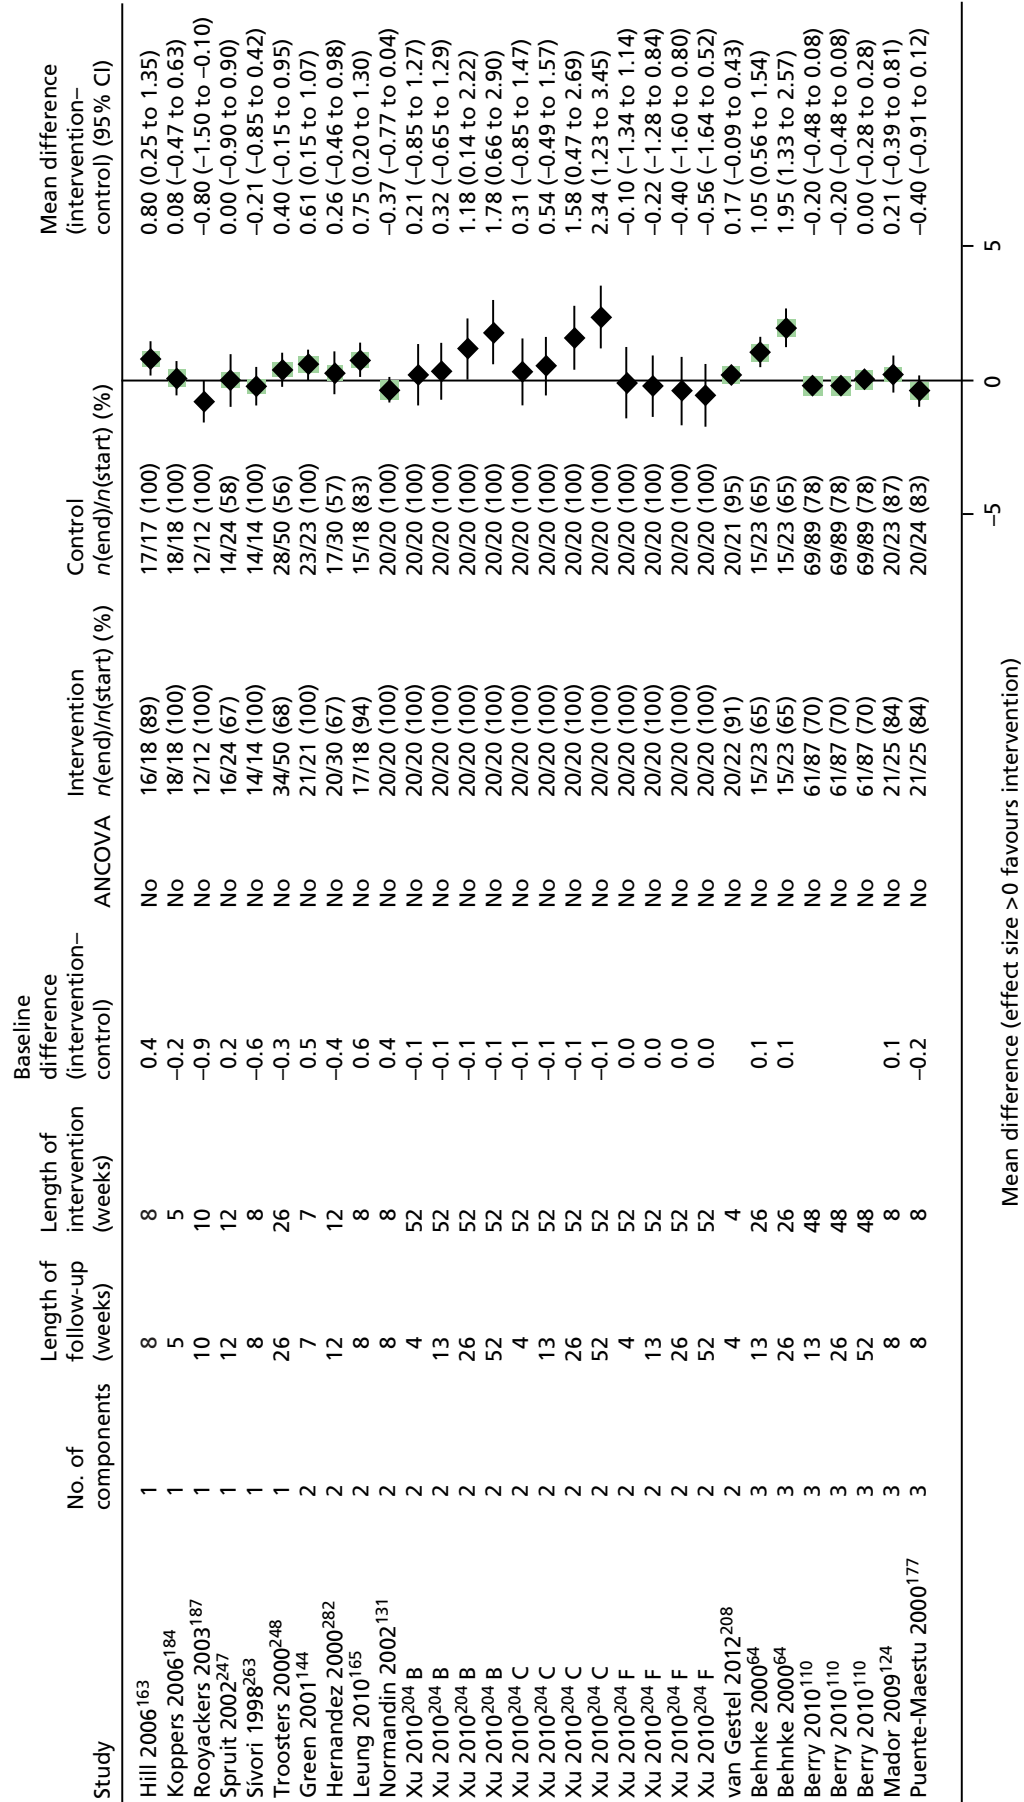 Study No. of components Length of follow-up (weeks) Length of intervention (weeks) Baseline difference (intervention–control) ANCOVA Intervention n(end)/n(start) (%) Control n(end)/n(start) (%) Mean difference (intervention–control) (95% CI)
Hill 2006163 1 8 8 0.4 No 16/18 (89) 17/17 (100) 0.80 (0.25 to 1.35)
Koppers 2006184 1 5 5 −0.2 No 18/18 (100) 18/18 (100) 0.08 (−0.47 to 0.63)
Rooyackers 2003187 1 10 10 −0.9 No 12/12 (100) 12/12 (100) −0.80 (−1.50 to −0.10)
Spruit 2002247 1 12 12 0.2 No 16/24 (67) 14/24 (58) 0.00 (−0.90 to 0.90)
Sívori 1998263 1 8 8 −0.6 No 14/14 (100) 14/14 (100) −0.21 (−0.85 to 0.42)
Troosters 2000248 1 26 26 −0.3 No 34/50 (68) 28/50 (56) 0.40 (−0.15 to 0.95)
Green 2001144 2 7 7 0.5 No 21/21 (100) 23/23 (100) 0.61 (0.15 to 1.07)
Hernandez 2000282 2 12 12 −0.4 No 20/30 (67) 17/30 (57) 0.26 (−0.46 to 0.98)
Leung 2010165 2 8 8 0.6 No 17/18 (94) 15/18 (83) 0.75 (0.20 to 1.30)
Normandin 2002131 2 8 8 0.4 No 20/20 (100) 20/20 (100) −0.37 (−0.77 to 0.04)
Xu 2010204 B 2 4 52 −0.1 No 20/20 (100) 20/20 (100) 0.21 (−0.85 to 1.27)
Xu 2010204 B 2 13 52 −0.1 No 20/20 (100) 20/20 (100) 0.32 (−0.65 to 1.29)
Xu 2010204 B 2 26 52 −0.1 No 20/20 (100) 20/20 (100) 1.18 (0.14 to 2.22)
Xu 2010204 B 2 52 52 −0.1 No 20/20 (100) 20/20 (100) 1.78 (0.66 to 2.90)
Xu 2010204 C 2 4 52 −0.1 No 20/20 (100) 20/20 (100) 0.31 (−0.85 to 1.47)
Xu 2010204 C 2 13 52 −0.1 No 20/20 (100) 20/20 (100) 0.54 (−0.49 to 1.57)
Xu 2010204 C 2 26 52 −0.1 No 20/20 (100) 20/20 (100) 1.58 (0.47 to 2.69)
Xu 2010204 C 2 52 52 −0.1 No 20/20 (100) 20/20 (100) 2.34 (1.23 to 3.45)
Xu 2010204 F 2 4 52 0.0 No 20/20 (100) 20/20 (100) −0.10 (−1.34 to 1.14)
Xu 2010204 F 2 13 52 0.0 No 20/20 (100) 20/20 (100) −0.22 (−1.28 to 0.84)
Xu 2010204 F 2 26 52 0.0 No 20/20 (100) 20/20 (100) −0.40 (−1.60 to 0.80)
Xu 2010204 F 2 52 52 0.0 No 20/20 (100) 20/20 (100) −0.56 (−1.64 to 0.52)
van Gestel 2012208 2 4 4 No 20/22 (91) 20/21 (95) 0.17 (−0.09 to 0.43)
Behnke 200064 3 13 26 0.1 No 15/23 (65) 15/23 (65) 1.05 (0.56 to 1.54)
Behnke 200064 3 26 26 0.1 No 15/23 (65) 15/23 (65) 1.95 (1.33 to 2.57)
Berry 2010110 3 13 48 No 61/87 (70) 69/89 (78) −0.20 (−0.48 to 0.08)
Berry 2010110 3 26 48 No 61/87 (70) 69/89 (78) −0.20 (−0.48 to 0.08)
Berry 2010110 3 52 48 No 61/87 (70) 69/89 (78) 0.00 (−0.28 to 0.28)
Mador 2009124 3 8 8 0.1 No 21/25 (84) 20/23 (87) 0.21 (−0.39 to 0.81)
Puente-Maestu 2000177 3 8 8 −0.2 No 21/25 (84) 20/24 (83) −0.40 (−0.91 to 0.12)
−5 0 5
Mean difference (effect size >0 favours intervention)